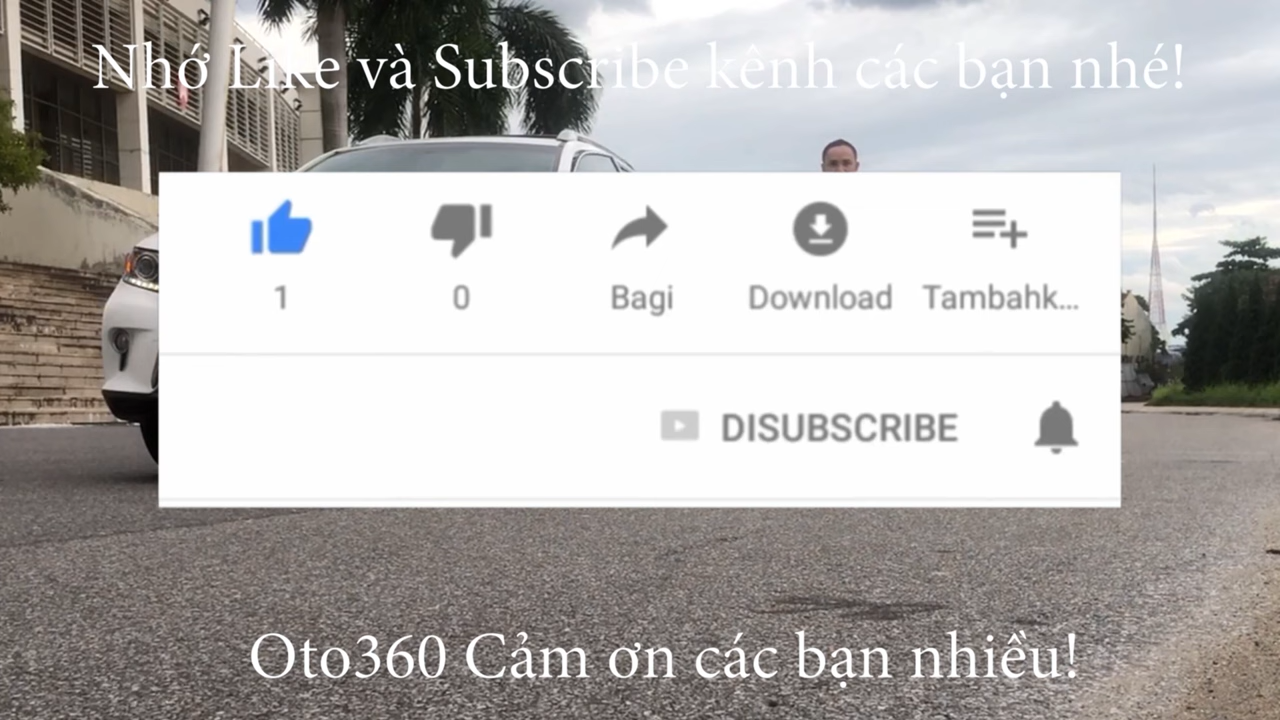 Nhớ Like và Subscribe kênh các bạn nhé!
1 0 Bagi Download Tambahk...
DISUBSCRIBE
Oto360 Cảm ơn các bạn nhiều!